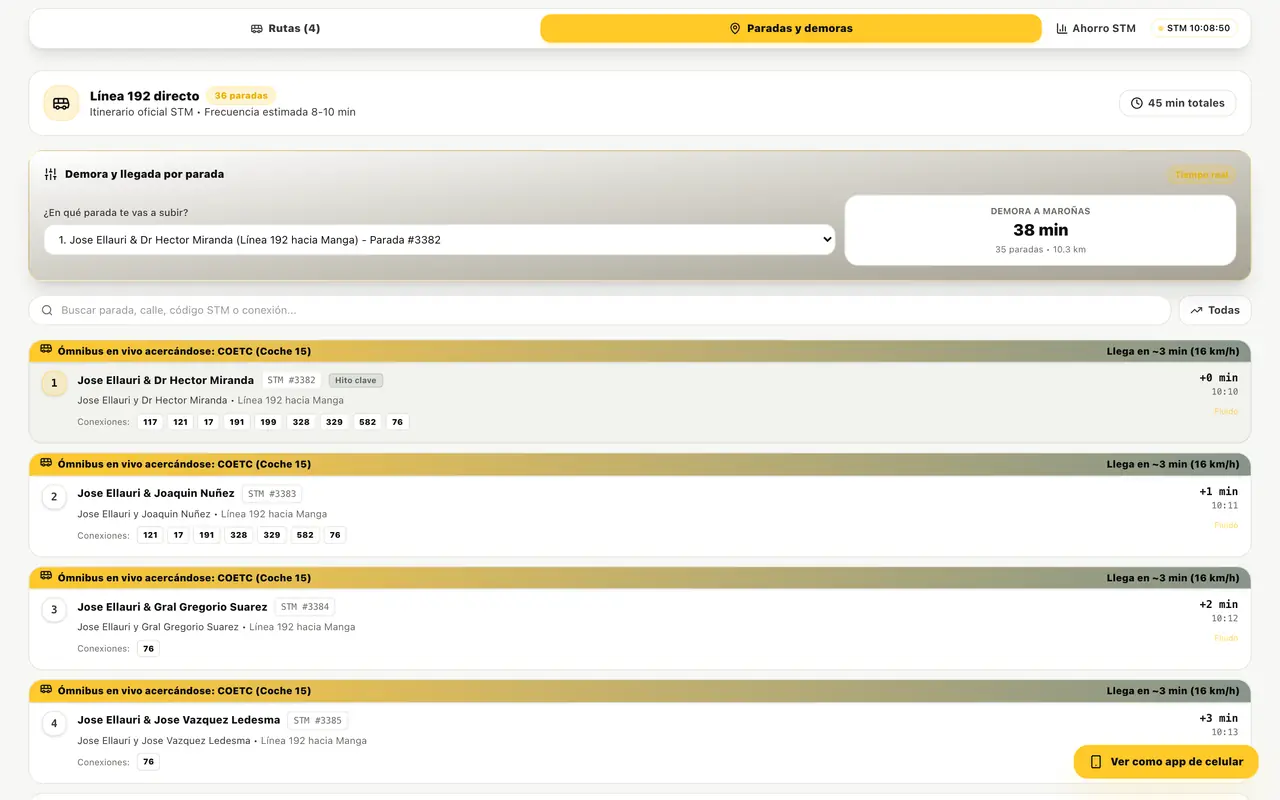 Rutas (4)
Paradas y demoras
Ahorro STM
STM 10:08:50
Línea 192 directo
36 paradas
Itinerario oficial STM • Frecuencia estimada 8-10 min
45 min totales
Demora y llegada por parada
Tiempo real
¿En qué parada te vas a subir?
1. Jose Ellauri & Dr Hector Miranda (Línea 192 hacia Manga) - Parada #3382
DEMORA A MAROÑAS
38 min
35 paradas • 10.3 km
Buscar parada, calle, código STM o conexión...
Todas
Ómnibus en vivo acercándose: COETC (Coche 15)
Llega en ~3 min (16 km/h)
1
Jose Ellauri & Dr Hector Miranda
STM #3382
Hito clave
Jose Ellauri y Dr Hector Miranda • Línea 192 hacia Manga
Conexiones: 117 121 17 191 199 328 329 582 76
+0 min
10:10
Fluido
Ómnibus en vivo acercándose: COETC (Coche 15)
Llega en ~3 min (16 km/h)
2
Jose Ellauri & Joaquin Nuñez
STM #3383
Jose Ellauri y Joaquin Nuñez • Línea 192 hacia Manga
Conexiones: 121 17 191 328 329 582 76
+1 min
10:11
Fluido
Ómnibus en vivo acercándose: COETC (Coche 15)
Llega en ~3 min (16 km/h)
3
Jose Ellauri & Gral Gregorio Suarez
STM #3384
Jose Ellauri y Gral Gregorio Suarez • Línea 192 hacia Manga
Conexiones: 76
+2 min
10:12
Fluido
Ómnibus en vivo acercándose: COETC (Coche 15)
Llega en ~3 min (16 km/h)
4
Jose Ellauri & Jose Vazquez Ledesma
STM #3385
Jose Ellauri y Jose Vazquez Ledesma • Línea 192 hacia Manga
Conexiones: 76
+3 min
10:13
Ver como app de celular